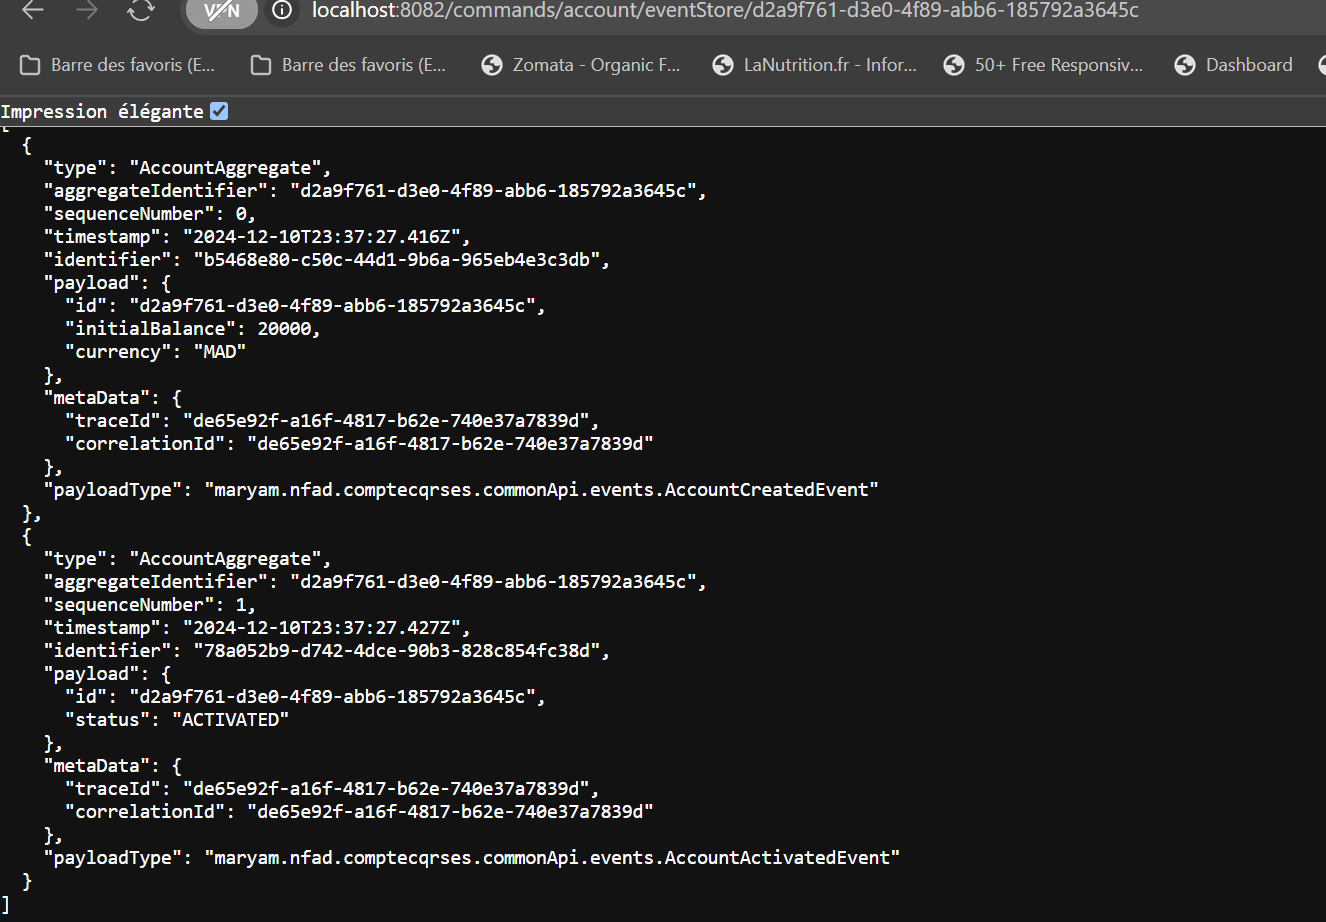 VPN
localhost:8082/commands/account/eventStore/d2a9f761-d3e0-4f89-abb6-185792a3645c
Barre des favoris (E... Barre des favoris (E... Zomata - Organic F... LaNutrition.fr - Infor... 50+ Free Responsiv... Dashboard
Impression élégante
[
  {
    "type": "AccountAggregate",
    "aggregateIdentifier": "d2a9f761-d3e0-4f89-abb6-185792a3645c",
    "sequenceNumber": 0,
    "timestamp": "2024-12-10T23:37:27.416Z",
    "identifier": "b5468e80-c50c-44d1-9b6a-965eb4e3c3db",
    "payload": {
      "id": "d2a9f761-d3e0-4f89-abb6-185792a3645c",
      "initialBalance": 20000,
      "currency": "MAD"
    },
    "metaData": {
      "traceId": "de65e92f-a16f-4817-b62e-740e37a7839d",
      "correlationId": "de65e92f-a16f-4817-b62e-740e37a7839d"
    },
    "payloadType": "maryam.nfad.comptecqrses.commonApi.events.AccountCreatedEvent"
  },
  {
    "type": "AccountAggregate",
    "aggregateIdentifier": "d2a9f761-d3e0-4f89-abb6-185792a3645c",
    "sequenceNumber": 1,
    "timestamp": "2024-12-10T23:37:27.427Z",
    "identifier": "78a052b9-d742-4dce-90b3-828c854fc38d",
    "payload": {
      "id": "d2a9f761-d3e0-4f89-abb6-185792a3645c",
      "status": "ACTIVATED"
    },
    "metaData": {
      "traceId": "de65e92f-a16f-4817-b62e-740e37a7839d",
      "correlationId": "de65e92f-a16f-4817-b62e-740e37a7839d"
    },
    "payloadType": "maryam.nfad.comptecqrses.commonApi.events.AccountActivatedEvent"
  }
]